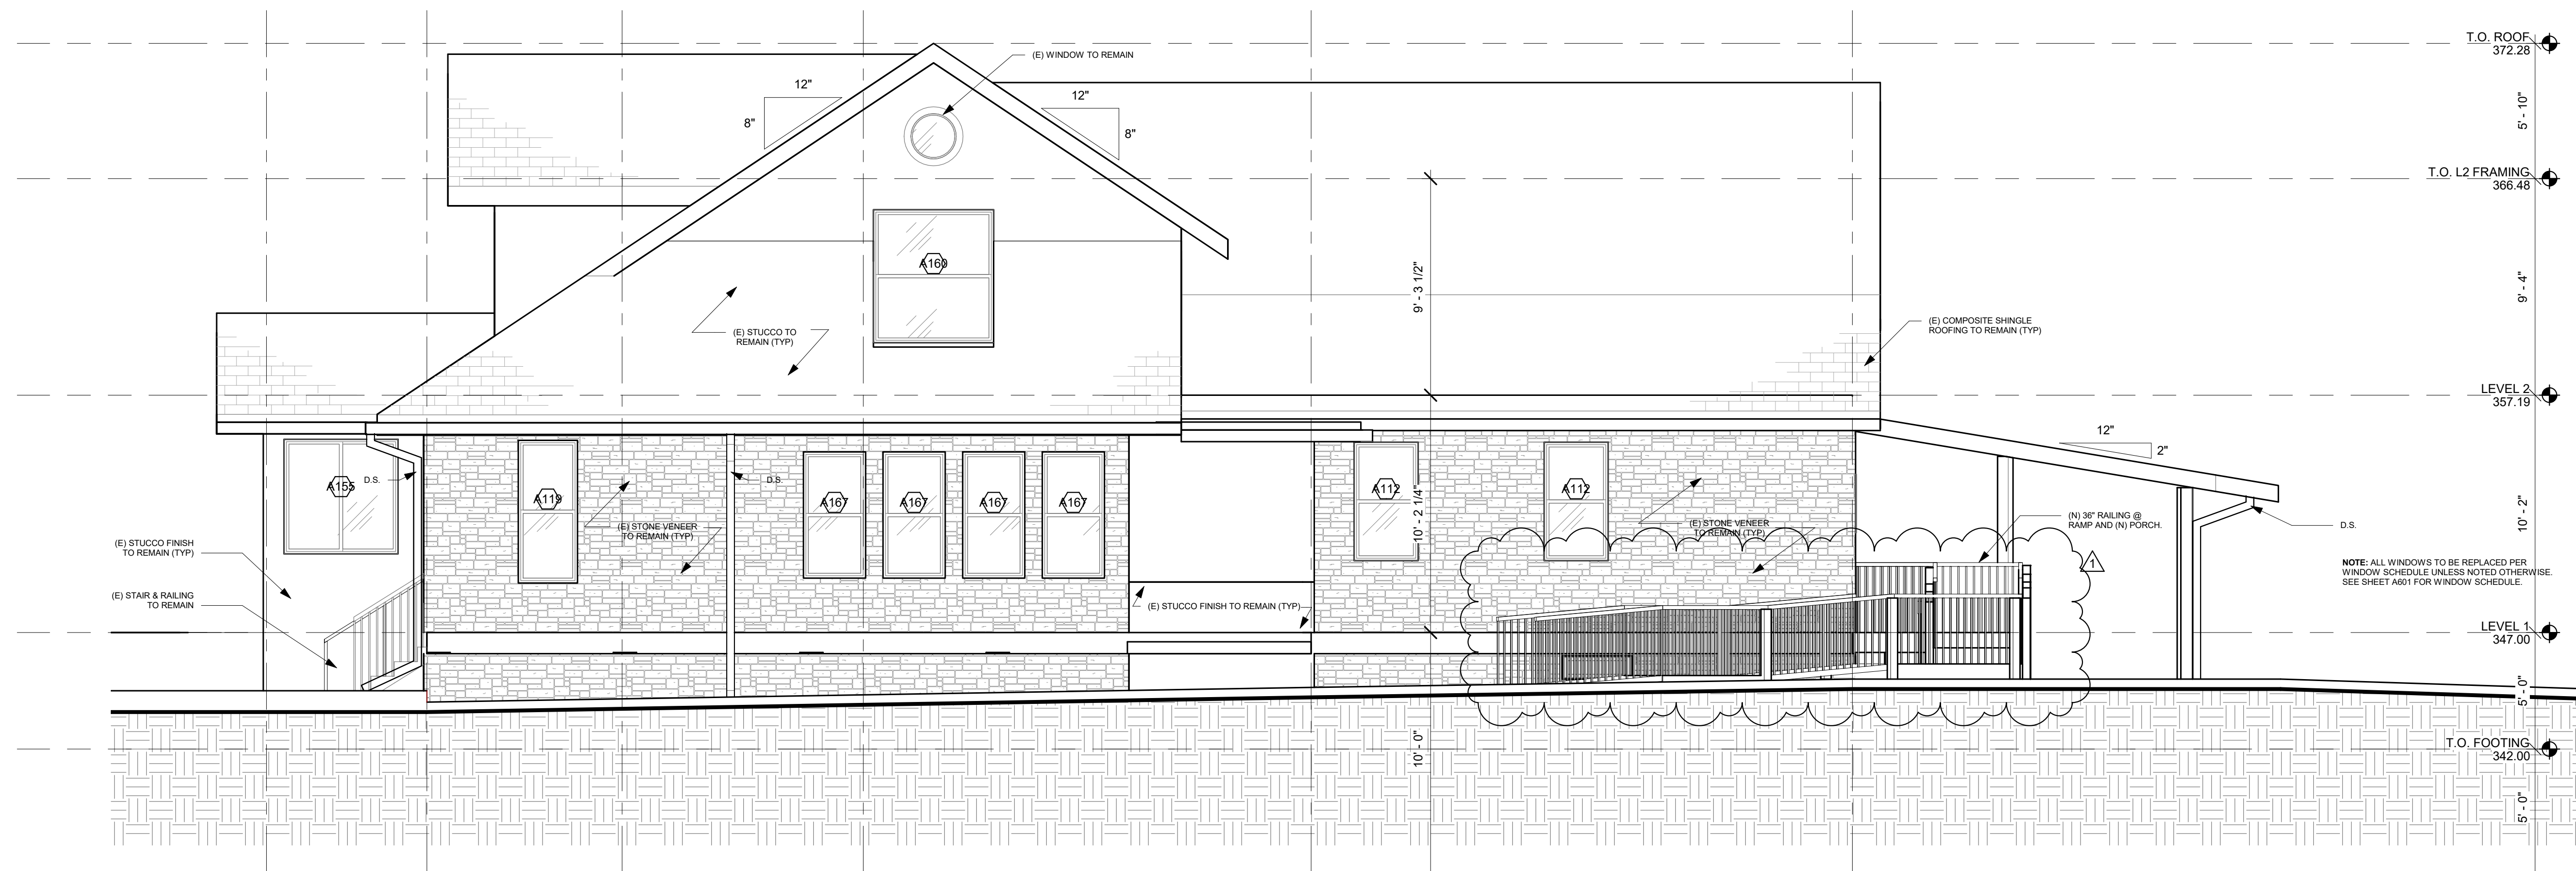 T.O. ROOF
372.28
(E) WINDOW TO REMAIN
12"
8"
12"
8"
5' - 10"
T.O. L2 FRAMING
366.48
A160
9' - 3 1/2"
9' - 4"
(E) STUCCO TO
REMAIN (TYP)
(E) COMPOSITE SHINGLE
ROOFING TO REMAIN (TYP)
LEVEL 2
357.19
12"
2"
A155
D.S.
A119
D.S.
A167
A167
A167
A167
A112
A112
10' - 2 1/4"
10' - 2"
(E) STONE VENEER
TO REMAIN (TYP)
(E) STONE VENEER
TO REMAIN (TYP)
(N) 36" RAILING @
RAMP AND (N) PORCH.
D.S.
(E) STUCCO FINISH
TO REMAIN (TYP)
1
NOTE: ALL WINDOWS TO BE REPLACED PER
WINDOW SCHEDULE UNLESS NOTED OTHERWISE.
SEE SHEET A601 FOR WINDOW SCHEDULE.
(E) STAIR & RAILING
TO REMAIN
(E) STUCCO FINISH TO REMAIN (TYP)
LEVEL 1
347.00
5' - 0"
10' - 0"
T.O. FOOTING
342.00
5' - 0"